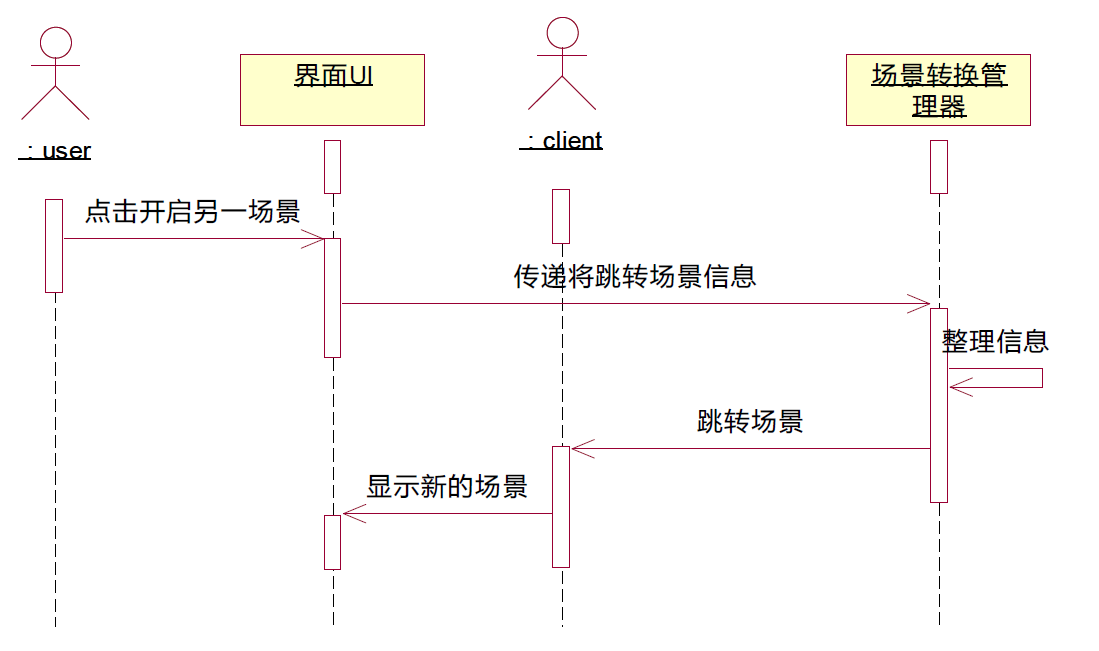 界面UI
场景转换管
理器
: user
: client
点击开启另一场景
传递将跳转场景信息
整理信息
跳转场景
显示新的场景